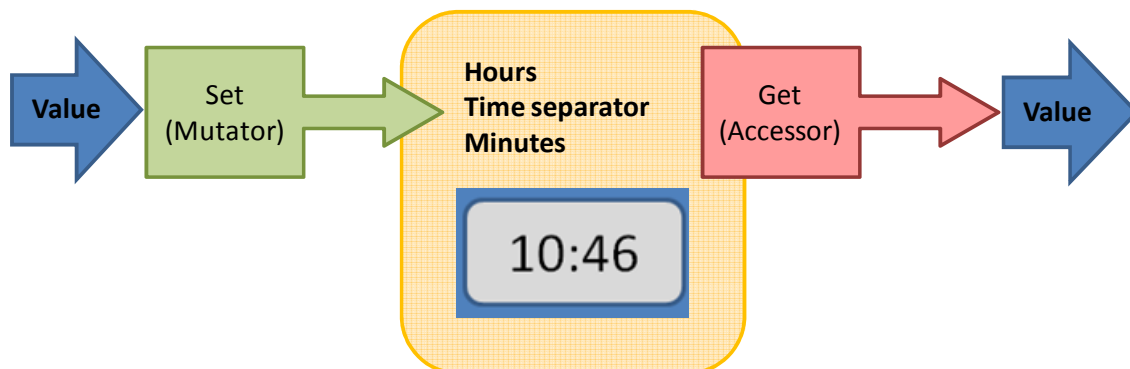 Value
Set
(Mutator)
Hours
Time separator
Minutes
10:46
Get
(Accessor)
Value